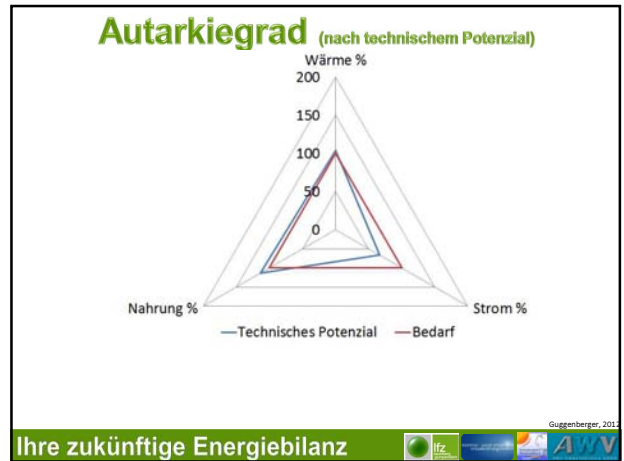 Autarkiegrad (nach technischem Potenzial)
Wärme %
200
150
100
50
0
Nahrung %
Strom %
Technisches Potenzial
Bedarf
Guggenberger, 2012
Ihre zukünftige Energiebilanz
lfz
AWV